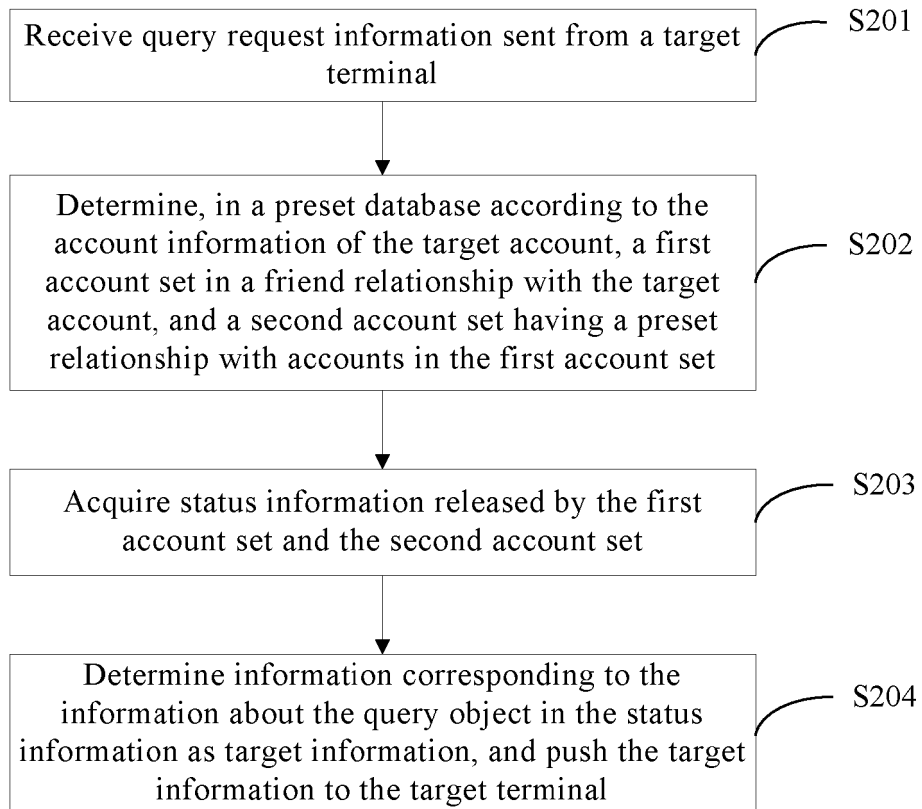 Receive query request information sent from a target
terminal
S201
Determine, in a preset database according to the
account information of the target account, a first
account set in a friend relationship with the target
account, and a second account set having a preset
relationship with accounts in the first account set
S202
Acquire status information released by the first
account set and the second account set
S203
Determine information corresponding to the
information about the query object in the status
information as target information, and push the target
information to the target terminal
S204